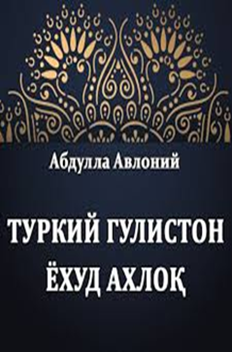 Абдулла Авлоний
ТУРКИЙ ГУЛИСТОН
ЁХУД АХЛОҚ